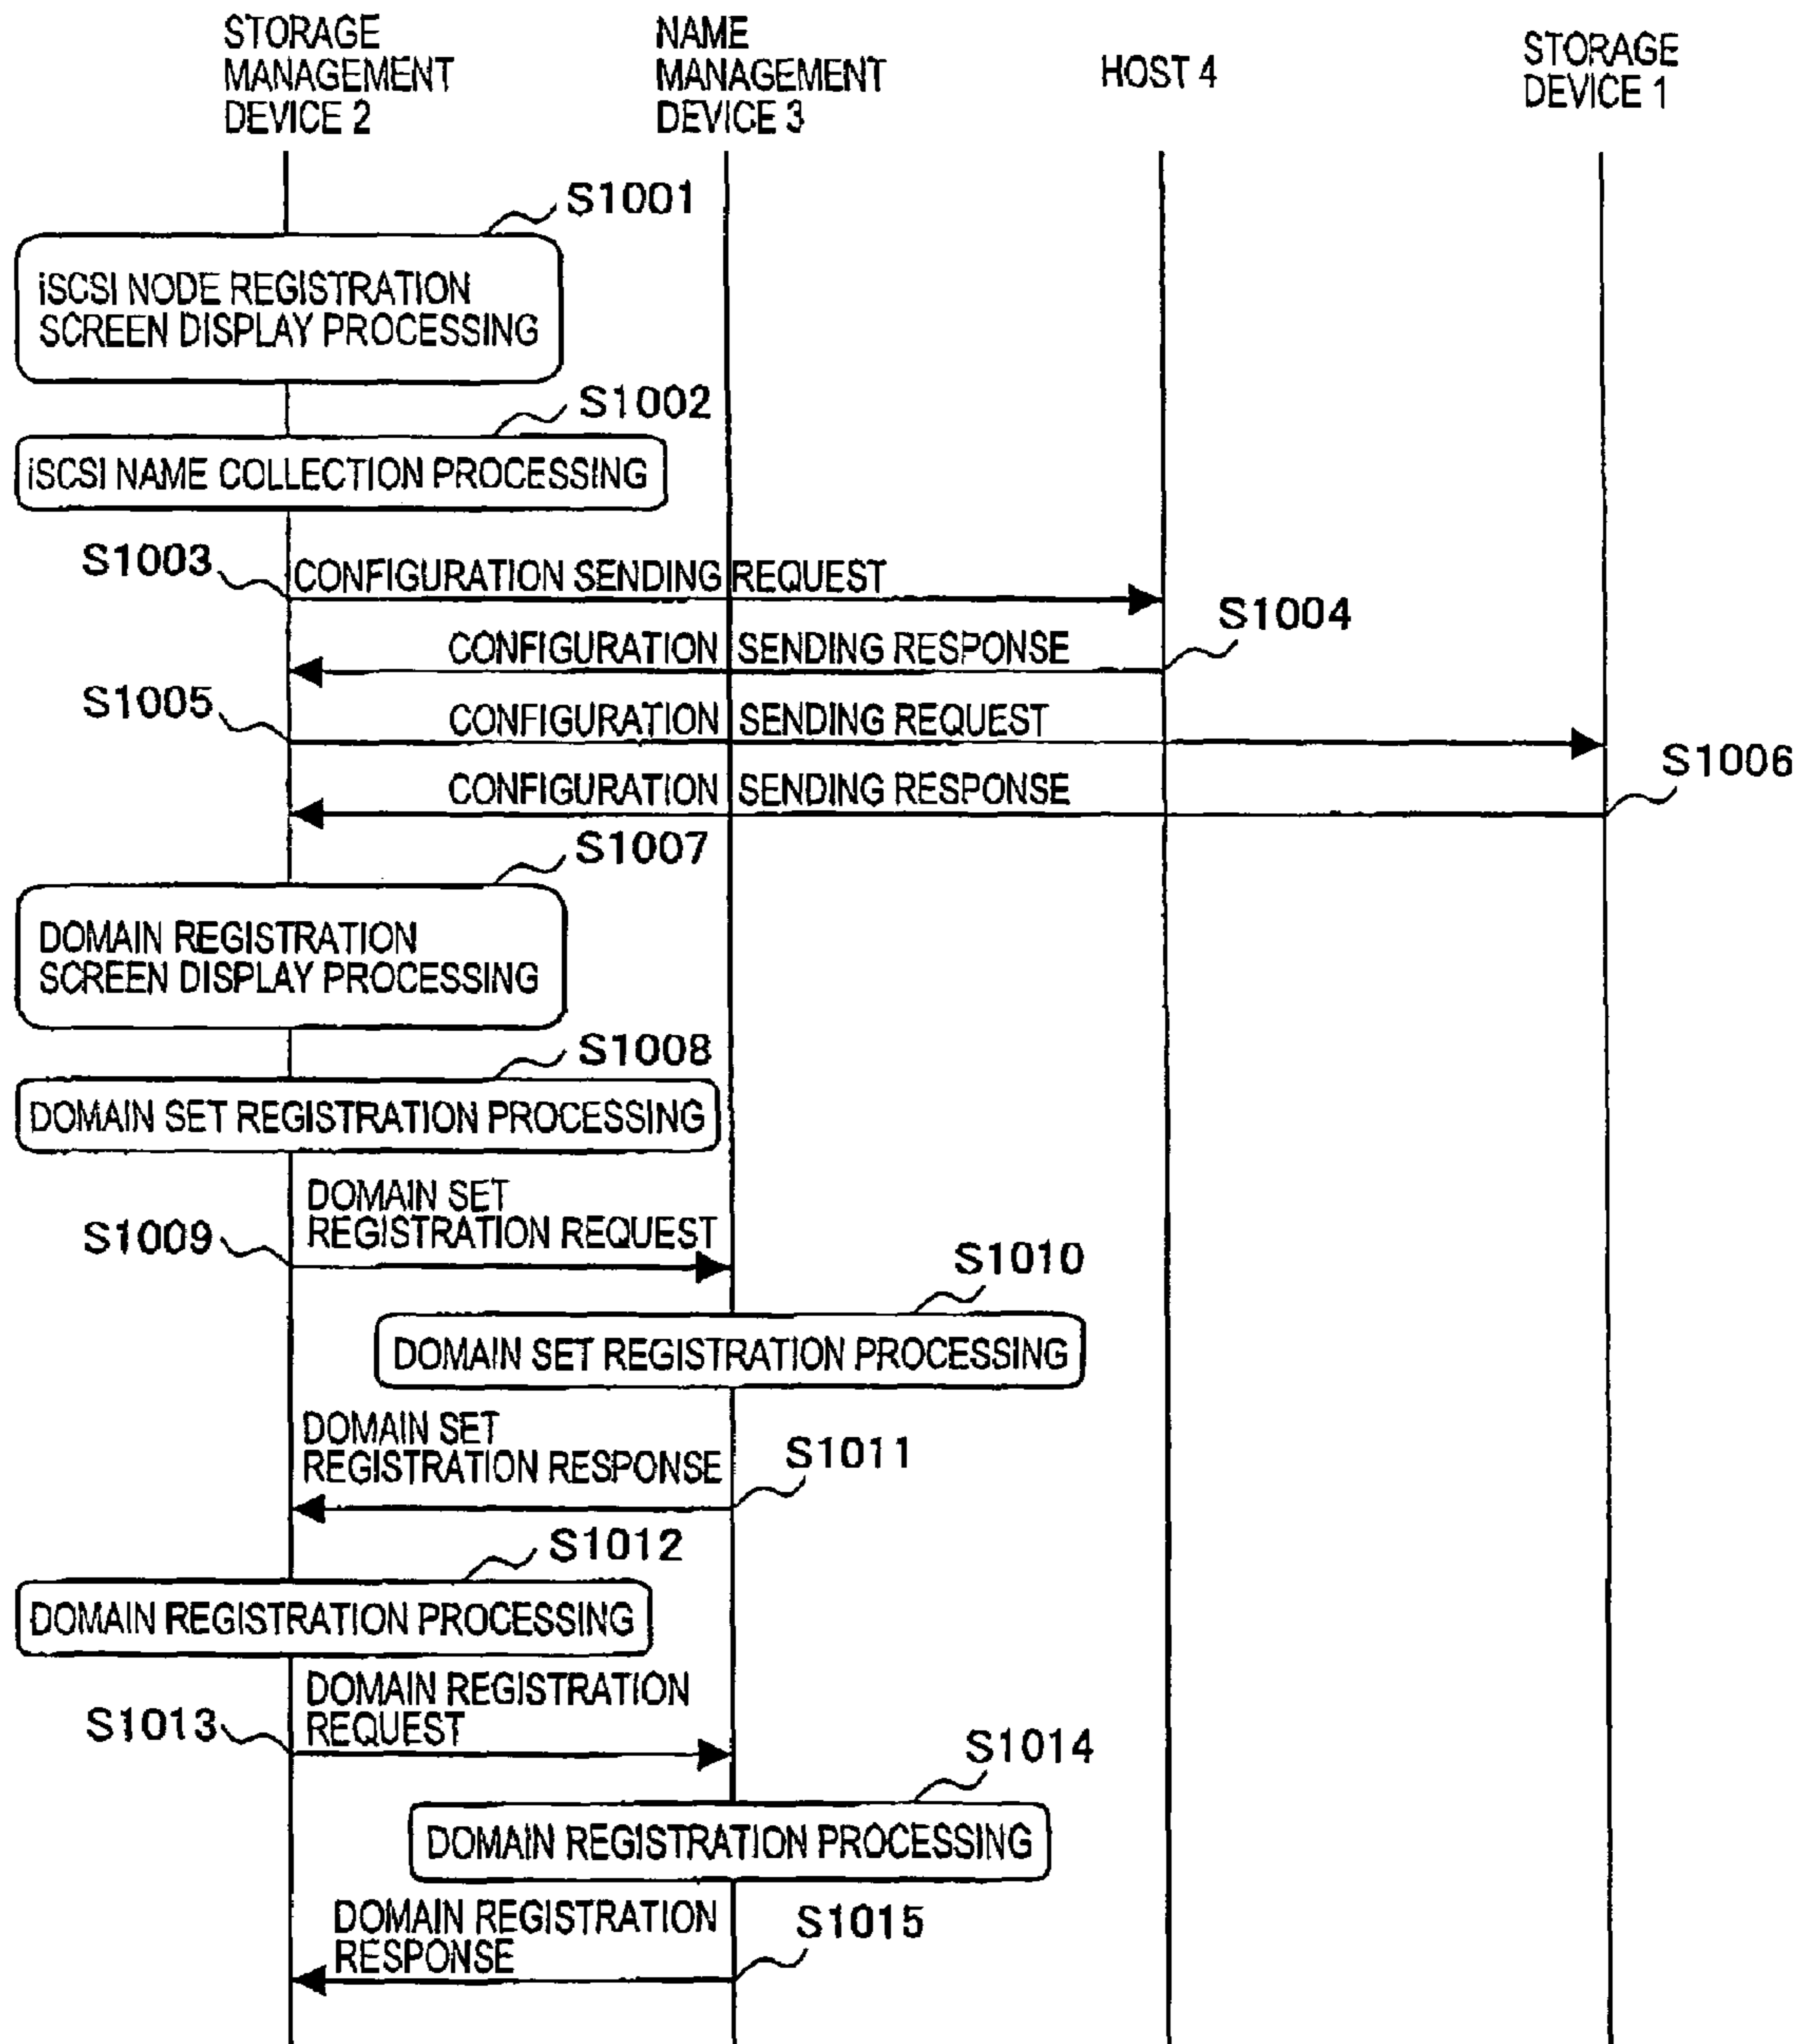 STORAGE
MANAGEMENT
DEVICE 2
NAME
MANAGEMENT
DEVICE 3
HOST 4
STORAGE
DEVICE 1
S1001
iSCSI NODE REGISTRATION
SCREEN DISPLAY PROCESSING
S1002
iSCSI NAME COLLECTION PROCESSING
S1003
CONFIGURATION SENDING REQUEST
S1004
CONFIGURATION SENDING RESPONSE
S1005
CONFIGURATION SENDING REQUEST
S1006
CONFIGURATION SENDING RESPONSE
S1007
DOMAIN REGISTRATION
SCREEN DISPLAY PROCESSING
S1008
DOMAIN SET REGISTRATION PROCESSING
DOMAIN SET
REGISTRATION REQUEST
S1009
S1010
DOMAIN SET REGISTRATION PROCESSING
DOMAIN SET
REGISTRATION RESPONSE
S1011
S1012
DOMAIN REGISTRATION PROCESSING
DOMAIN REGISTRATION
REQUEST
S1013
S1014
DOMAIN REGISTRATION PROCESSING
DOMAIN REGISTRATION
RESPONSE
S1015